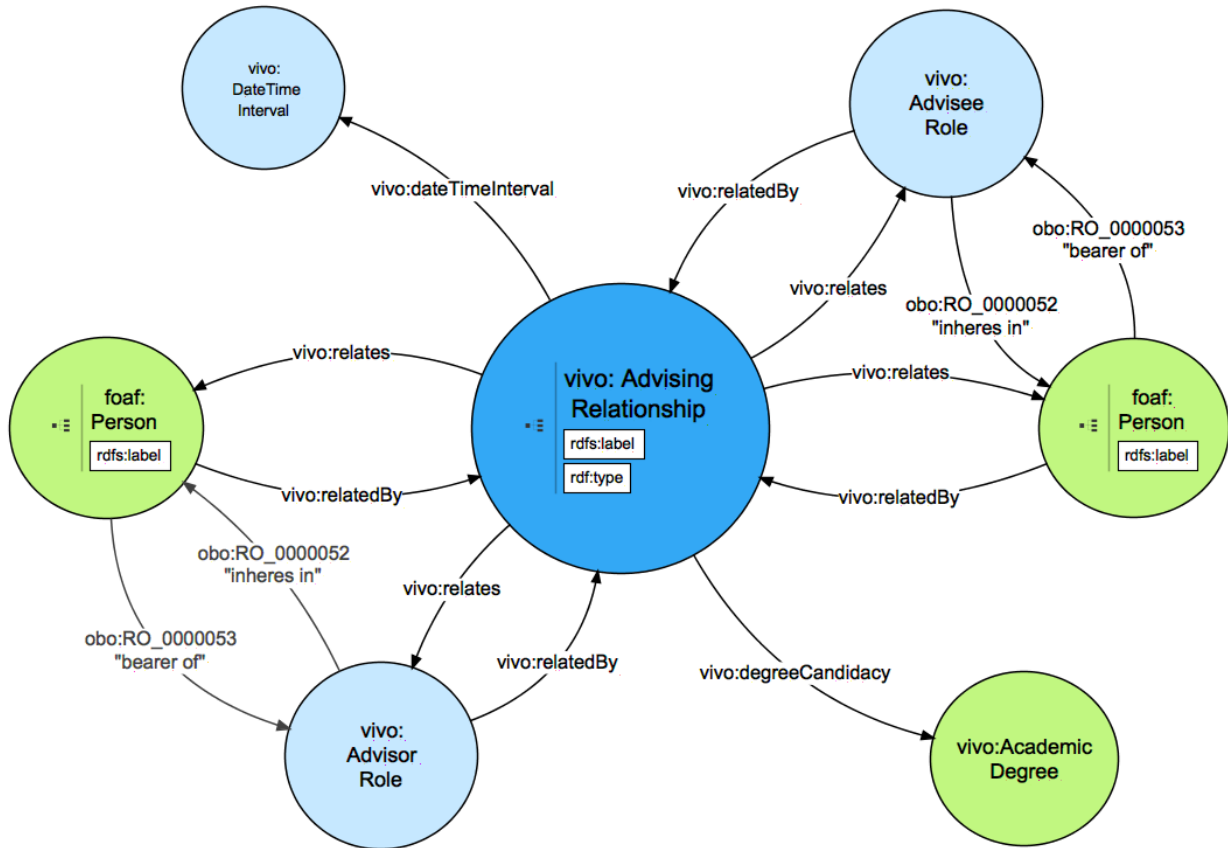 vivo:
DateTime
Interval
vivo:
Advisee
Role
vivo:dateTimeInterval
vivo:relatedBy
obo:RO_0000053
"bearer of"
vivo:relates
obo:RO_0000052
"inheres in"
foaf:
Person
rdfs:label
vivo:relates
vivo:relatedBy
vivo: Advising
Relationship
rdfs:label
rdf:type
vivo:relates
vivo:relatedBy
foaf:
Person
rdfs:label
obo:RO_0000052
"inheres in"
obo:RO_0000053
"bearer of"
vivo:relates
vivo:relatedBy
vivo:degreeCandidacy
vivo:
Advisor
Role
vivo:Academic
Degree